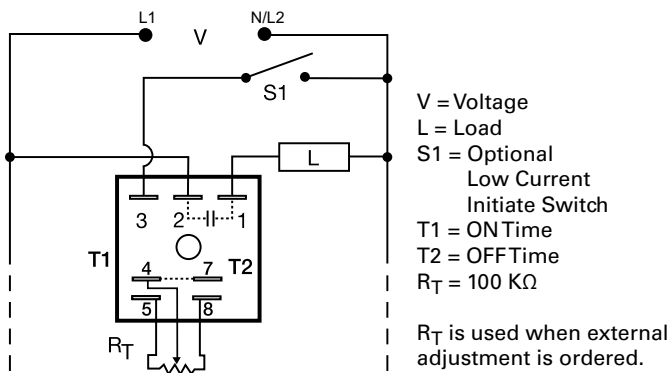 L1
V
N/L2
S1
L
3
2
1
T1
4
7
T2
5
8
RT
V = Voltage
L = Load
S1 = Optional
Low Current
Initiate Switch
T1 = ON Time
T2 = OFF Time
RT = 100 KΩ
RT is used when external
adjustment is ordered.